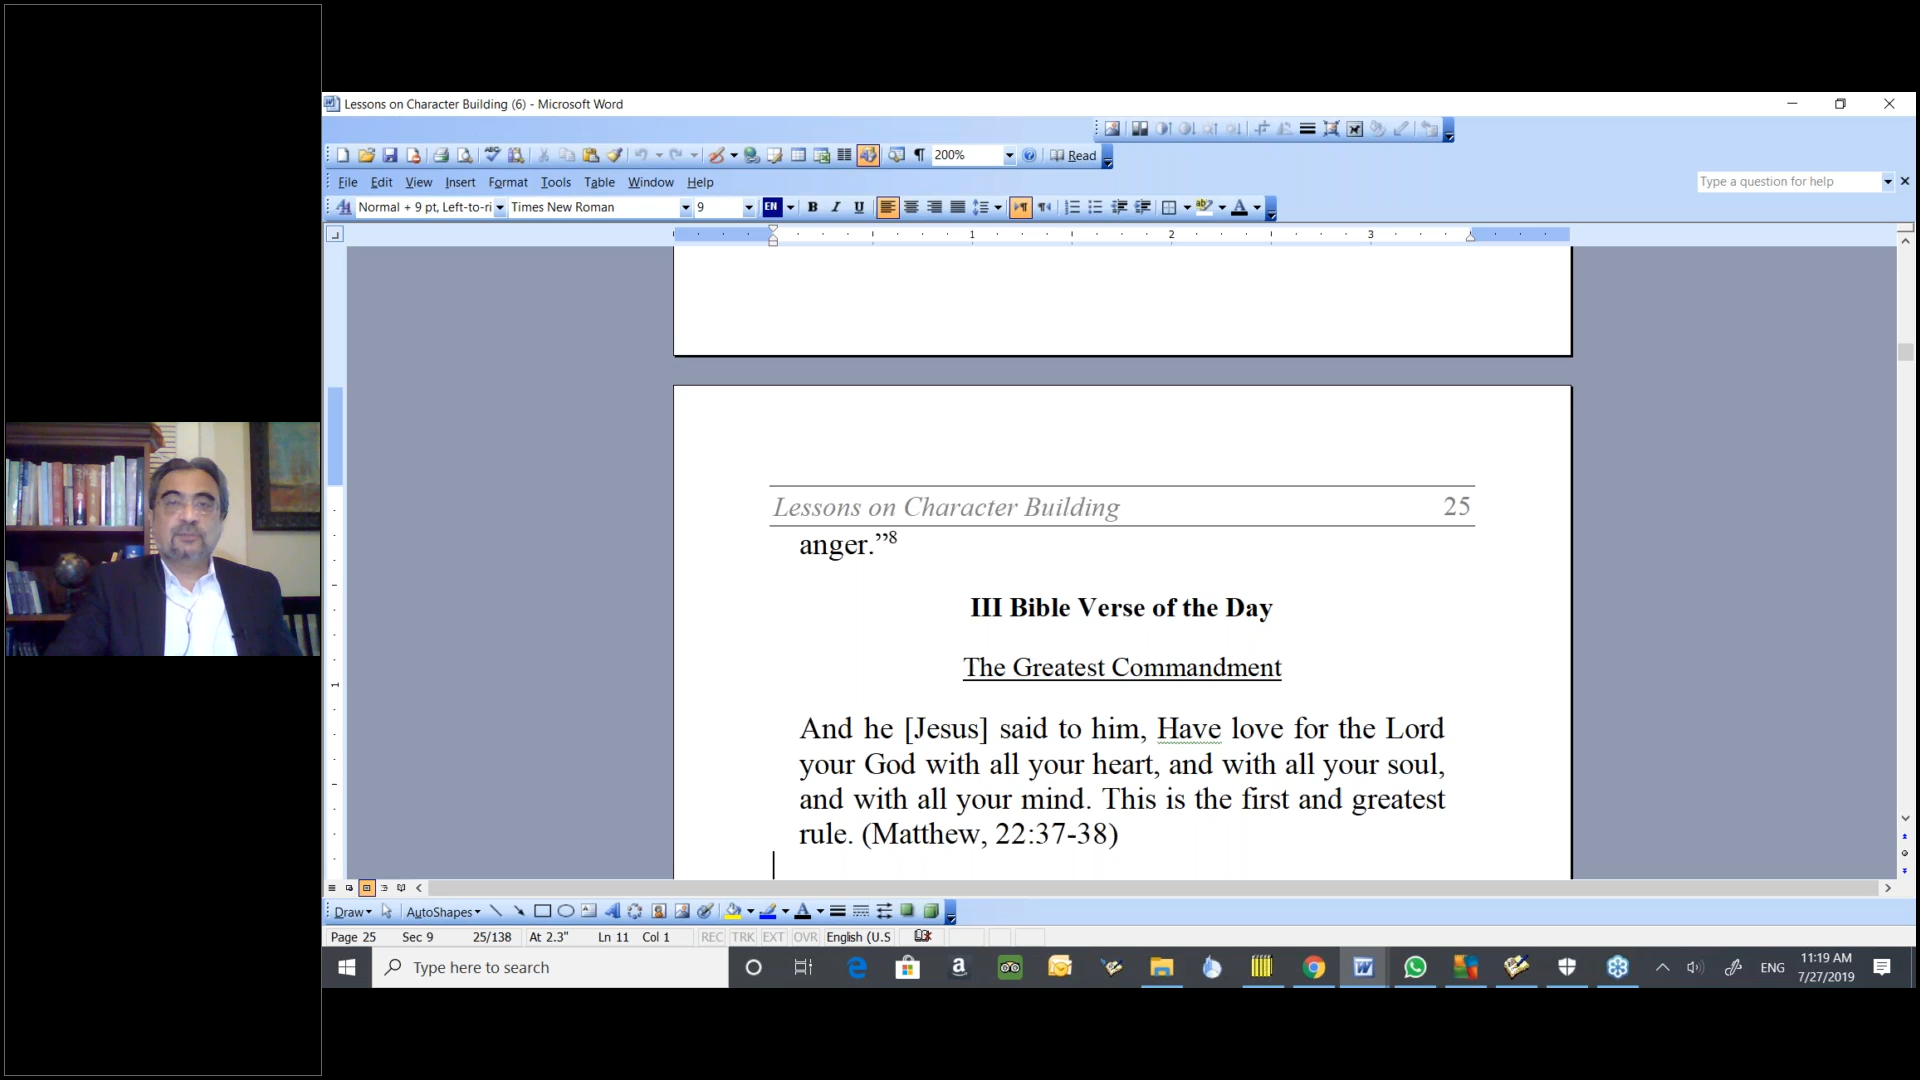 Lessons on Character Building (6) - Microsoft Word
200%
Read
File Edit View Insert Format Tools Table Window Help
Type a question for help
Normal + 9 pt, Left-to-ri Times New Roman 9 EN B I U
1 2 3
Lessons on Character Building 25
anger.”8
III Bible Verse of the Day
The Greatest Commandment
And he [Jesus] said to him, Have love for the Lord
your God with all your heart, and with all your soul,
and with all your mind. This is the first and greatest
rule. (Matthew, 22:37-38)
Draw AutoShapes
Page 25 Sec 9 25/138 At 2.3" Ln 11 Col 1 REC TRK EXT OVR English (U.S
Type here to search
ENG
11:19 AM
7/27/2019